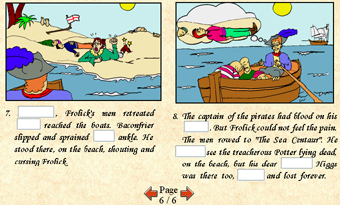 7. , Frolick's men retreated
reached the boats. Baconfrier
slipped and sprained ankle. He
stood there, on the beach, shouting and
cursing Frolick
8. The captain of the pirates had blood on his
. But Frolick could not feel the pain.
The men rowed to "The Sea Centaur". He
see the treacherous Potter lying dead,
on the beach, but his dear Higgs
was there too, and lost forever.
Page
6 / 6